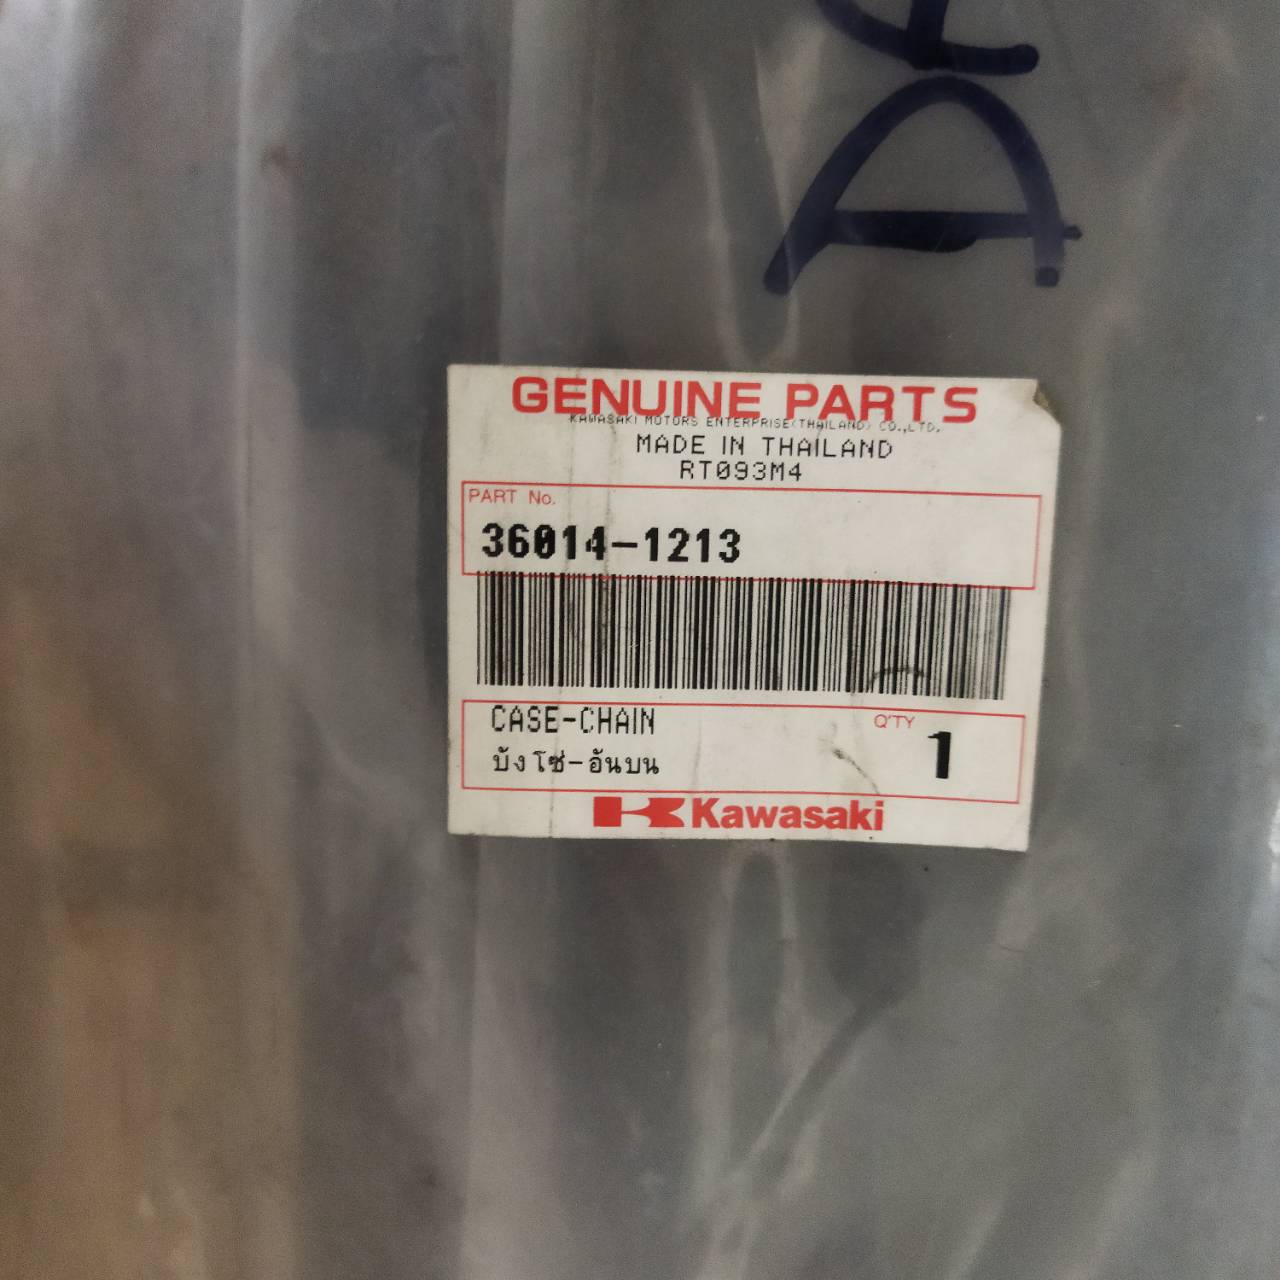 A
GENUINE PARTS
KAWASAKI MOTORS ENTERPRISE(THAILAND) CO.,LTD.
MADE IN THAILAND
RT093M4
PART No.
36014-1213
CASE-CHAIN
Q'TY
1
บังโซ่-อันบน
Kawasaki